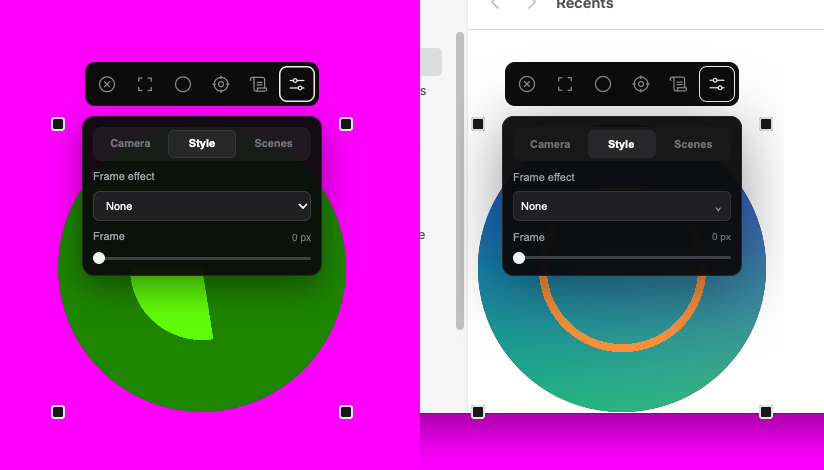 Recents
s
Camera Style Scenes
Frame effect
None
Frame 0 px
e
Camera Style Scenes
Frame effect
None
Frame 0 px